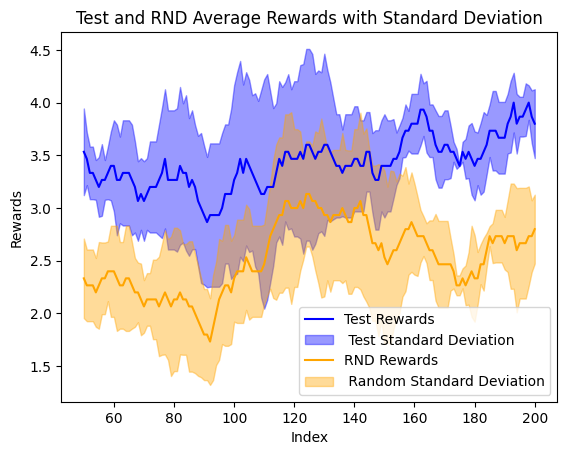 Test and RND Average Rewards with Standard Deviation
4.5
4.0
3.5
3.0
2.5
2.0
1.5
Rewards
60 80 100 120 140 160 180 200
Index
Test Rewards
Test Standard Deviation
RND Rewards
Random Standard Deviation